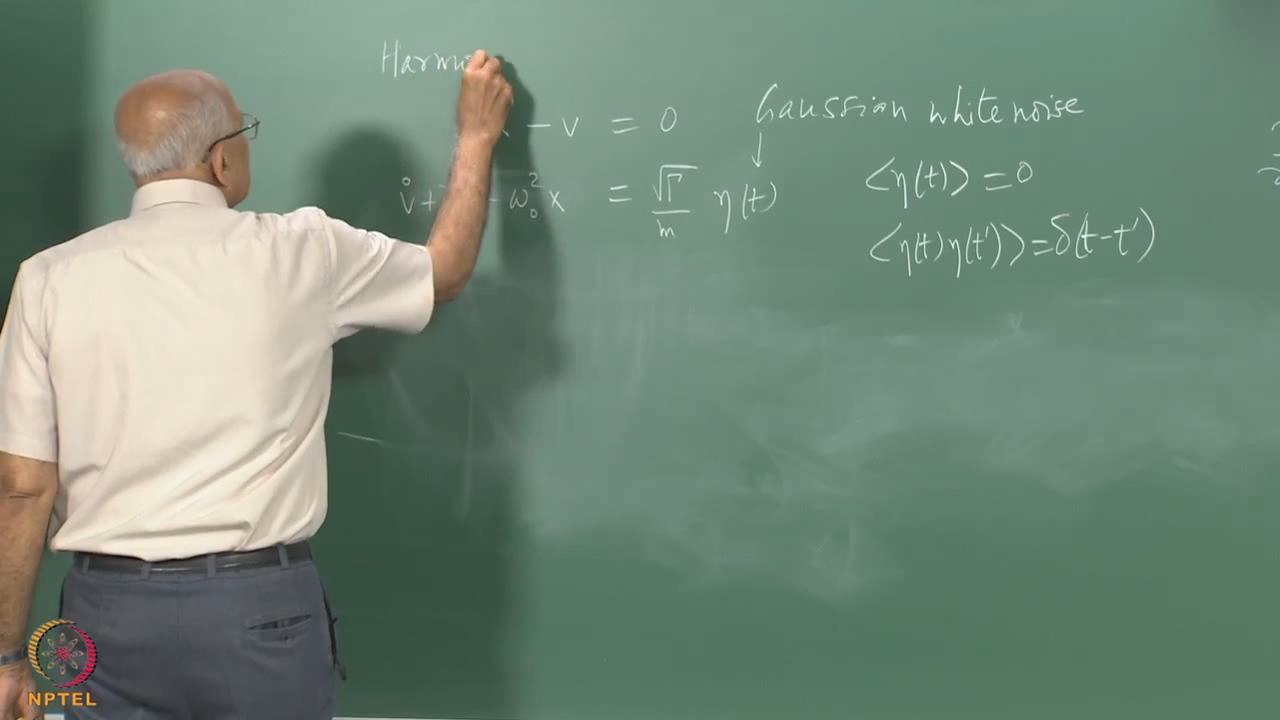 Harm
- v = 0
v̇ + ω₀² x = √Γ/m η(t)
Gaussian white noise
↓
<η(t)> = 0
<η(t)η(t')> = δ(t-t')
NPTEL